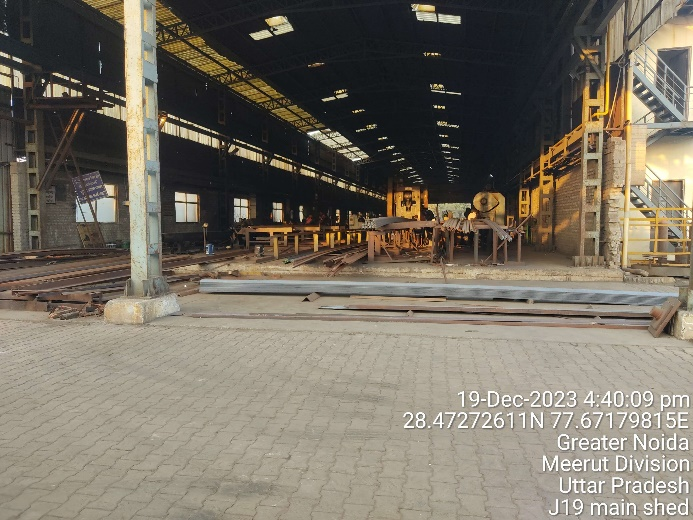 19-Dec-2023 4:40:09 pm
28.47272611N 77.67179815E
Greater Noida
Meerut Division
Uttar Pradesh
J19 main shed